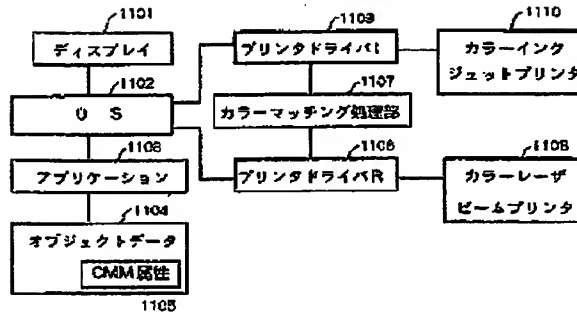 1101
ディスプレイ
1102
O S
1103
アプリケーション
1104
オブジェクトデータ
CMM属性
1105
1109
プリンタドライバI
1107
カラーマッチング処理部
1106
プリンタドライバR
1110
カラーインク
ジェットプリンタ
1108
カラーレーザ
ビームプリンタ